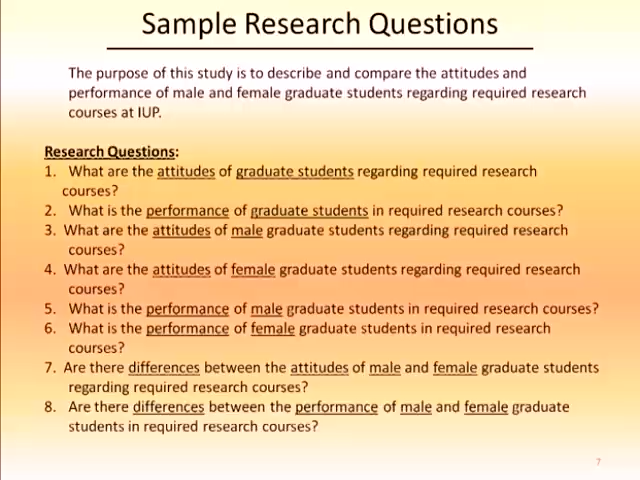 Sample Research Questions
The purpose of this study is to describe and compare the attitudes and
performance of male and female graduate students regarding required research
courses at IUP.
Research Questions:
1. What are the attitudes of graduate students regarding required research
courses?
2. What is the performance of graduate students in required research courses?
3. What are the attitudes of male graduate students regarding required research
courses?
4. What are the attitudes of female graduate students regarding required research
courses?
5. What is the performance of male graduate students in required research courses?
6. What is the performance of female graduate students in required research
courses?
7. Are there differences between the attitudes of male and female graduate students
regarding required research courses?
8. Are there differences between the performance of male and female graduate
students in required research courses?
7